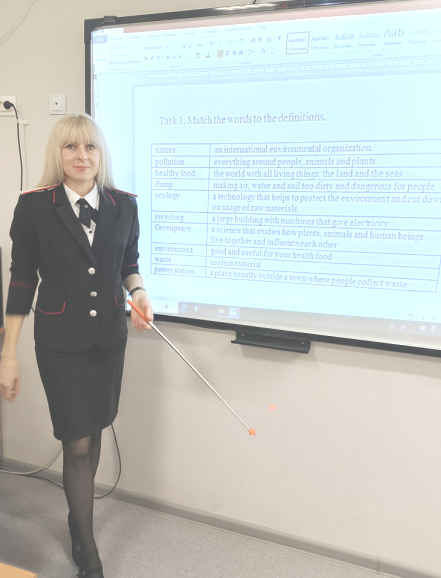 Task 1. Match the words to the definitions.
nature an international environmental organization.
pollution everything around people, animals and plants
healthy food the world with all living things, the land and the seas
dump making air, water and soil too dirty and dangerous for people
ecology a technology that helps to protect the environment and cut down
on usage of raw materials.
recycling a large building with machines that give electricity
Greenpeace a science that studies how plants, animals and human beings
live together and influence each other
environment good and useful for your health food
waste useless material
power station a place usually outside a town where people collect waste